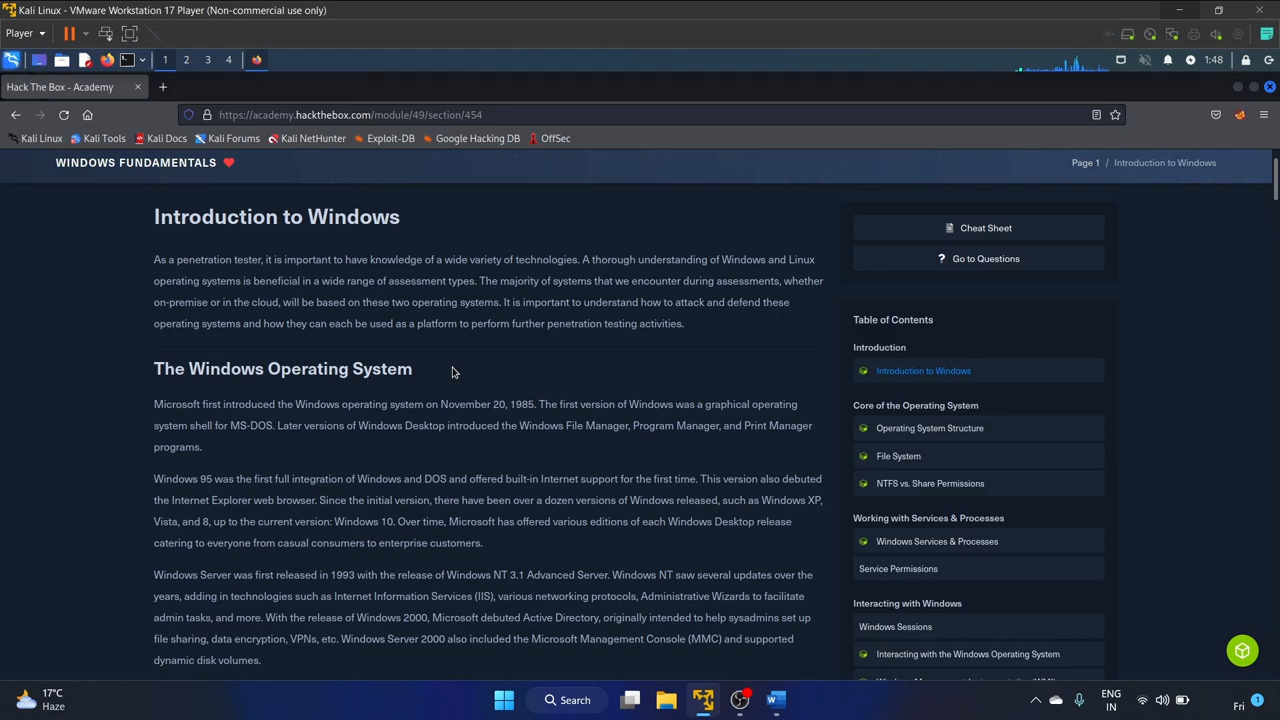 Kali Linux - VMware Workstation 17 Player (Non-commercial use only)
Player
1 2 3 4
1:48
Hack The Box - Academy
https://academy.hackthebox.com/module/49/section/454
Kali Linux Kali Tools Kali Docs Kali Forums Kali NetHunter Exploit-DB Google Hacking DB OffSec
WINDOWS FUNDAMENTALS
Page 1 / Introduction to Windows
Introduction to Windows
As a penetration tester, it is important to have knowledge of a wide variety of technologies. A thorough understanding of Windows and Linux
operating systems is beneficial in a wide range of assessment types. The majority of systems that we encounter during assessments, whether
on-premise or in the cloud, will be based on these two operating systems. It is important to understand how to attack and defend these
operating systems and how they can each be used as a platform to perform further penetration testing activities.
The Windows Operating System
Microsoft first introduced the Windows operating system on November 20, 1985. The first version of Windows was a graphical operating
system shell for MS-DOS. Later versions of Windows Desktop introduced the Windows File Manager, Program Manager, and Print Manager
programs.
Windows 95 was the first full integration of Windows and DOS and offered built-in Internet support for the first time. This version also debuted
the Internet Explorer web browser. Since the initial version, there have been over a dozen versions of Windows released, such as Windows XP,
Vista, and 8, up to the current version: Windows 10. Over time, Microsoft has offered various editions of each Windows Desktop release
catering to everyone from casual consumers to enterprise customers.
Windows Server was first released in 1993 with the release of Windows NT 3.1 Advanced Server. Windows NT saw several updates over the
years, adding in technologies such as Internet Information Services (IIS), various networking protocols, Administrative Wizards to facilitate
admin tasks, and more. With the release of Windows 2000, Microsoft debuted Active Directory, originally intended to help sysadmins set up
file sharing, data encryption, VPNs, etc. Windows Server 2000 also included the Microsoft Management Console (MMC) and supported
dynamic disk volumes.
Cheat Sheet
? Go to Questions
Table of Contents
Introduction
Introduction to Windows
Core of the Operating System
Operating System Structure
File System
NTFS vs. Share Permissions
Working with Services & Processes
Windows Services & Processes
Service Permissions
Interacting with Windows
Windows Sessions
Interacting with the Windows Operating System
17°C
Haze
Search
ENG
IN
Fri
1